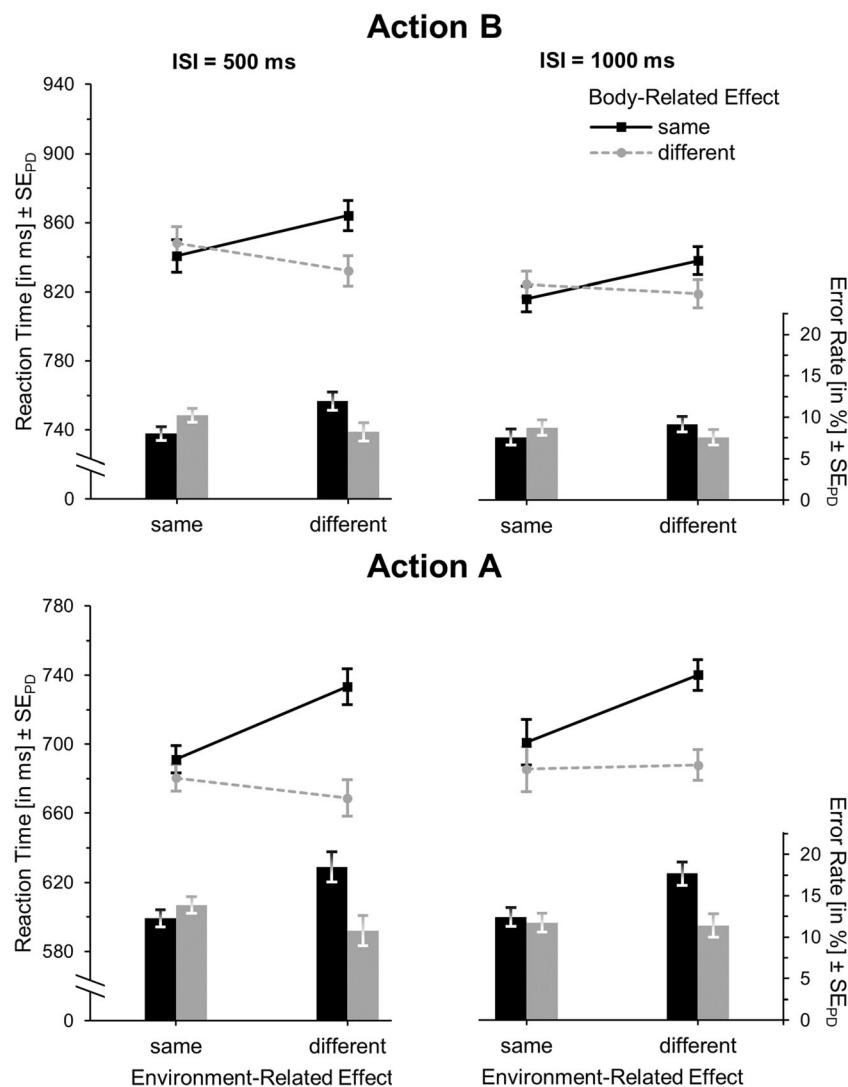 Action B
ISI = 500 ms
ISI = 1000 ms
Reaction Time [in ms] ± SEPD
940
900
860
820
780
740
0
Body-Related Effect
same
different
Error Rate [in %] ± SEPD
20
15
10
5
0
same
different
same
different
Action A
Reaction Time [in ms] ± SEPD
780
740
700
660
620
580
0
Error Rate [in %] ± SEPD
20
15
10
5
0
same
different
same
different
Environment-Related Effect
Environment-Related Effect